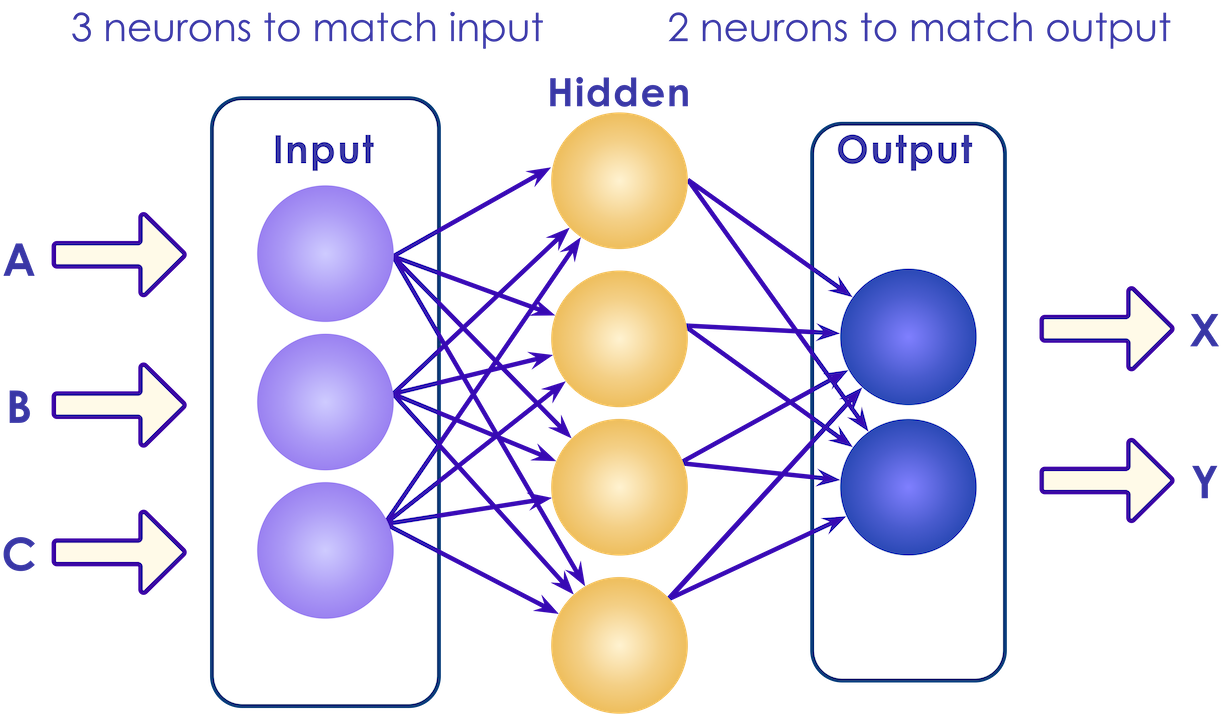 3 neurons to match input
2 neurons to match output
Hidden
Input
Output
A
B
C
X
Y